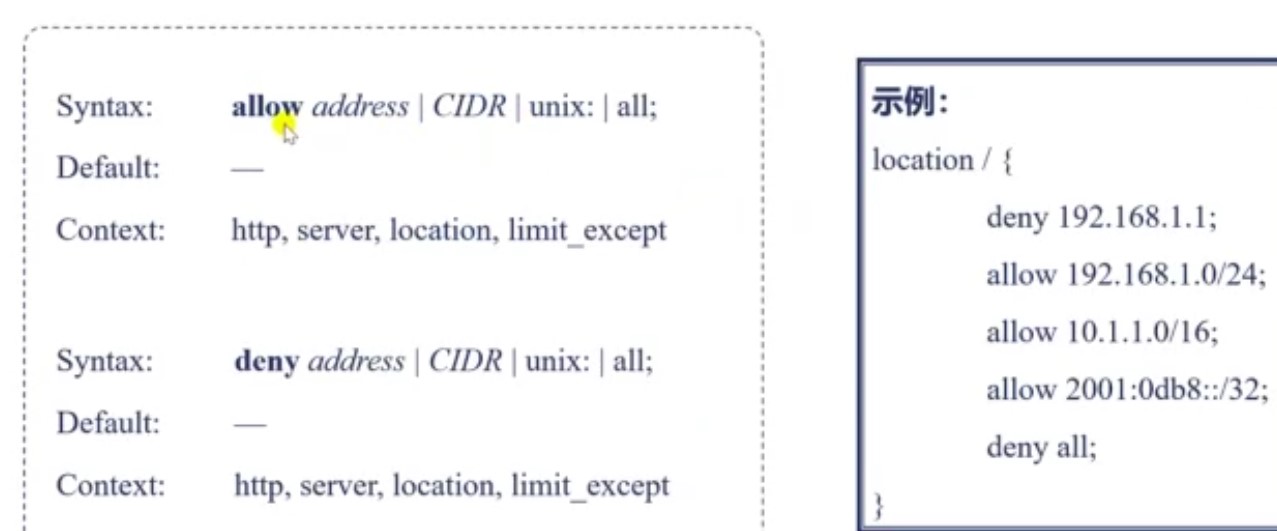 Syntax: allow address | CIDR | unix: | all;
Default: —
Context: http, server, location, limit_except
Syntax: deny address | CIDR | unix: | all;
Default: —
Context: http, server, location, limit_except
示例：
location / {
deny 192.168.1.1;
allow 192.168.1.0/24;
allow 10.1.1.0/16;
allow 2001:0db8::/32;
deny all;
}